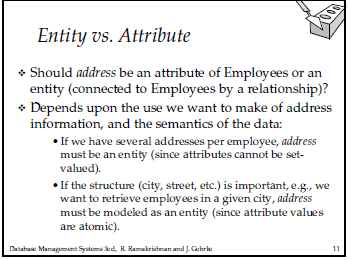 Entity vs. Attribute
❖ Should address be an attribute of Employees or an
entity (connected to Employees by a relationship)?
❖ Depends upon the use we want to make of address
information, and the semantics of the data:
• If we have several addresses per employee, address
must be an entity (since attributes cannot be set-
valued).
• If the structure (city, street, etc.) is important, e.g., we
want to retrieve employees in a given city, address
must be modeled as an entity (since attribute values
are atomic).
Database Management Systems 3ed, R. Ramakrishnan and J. Gehrke 11